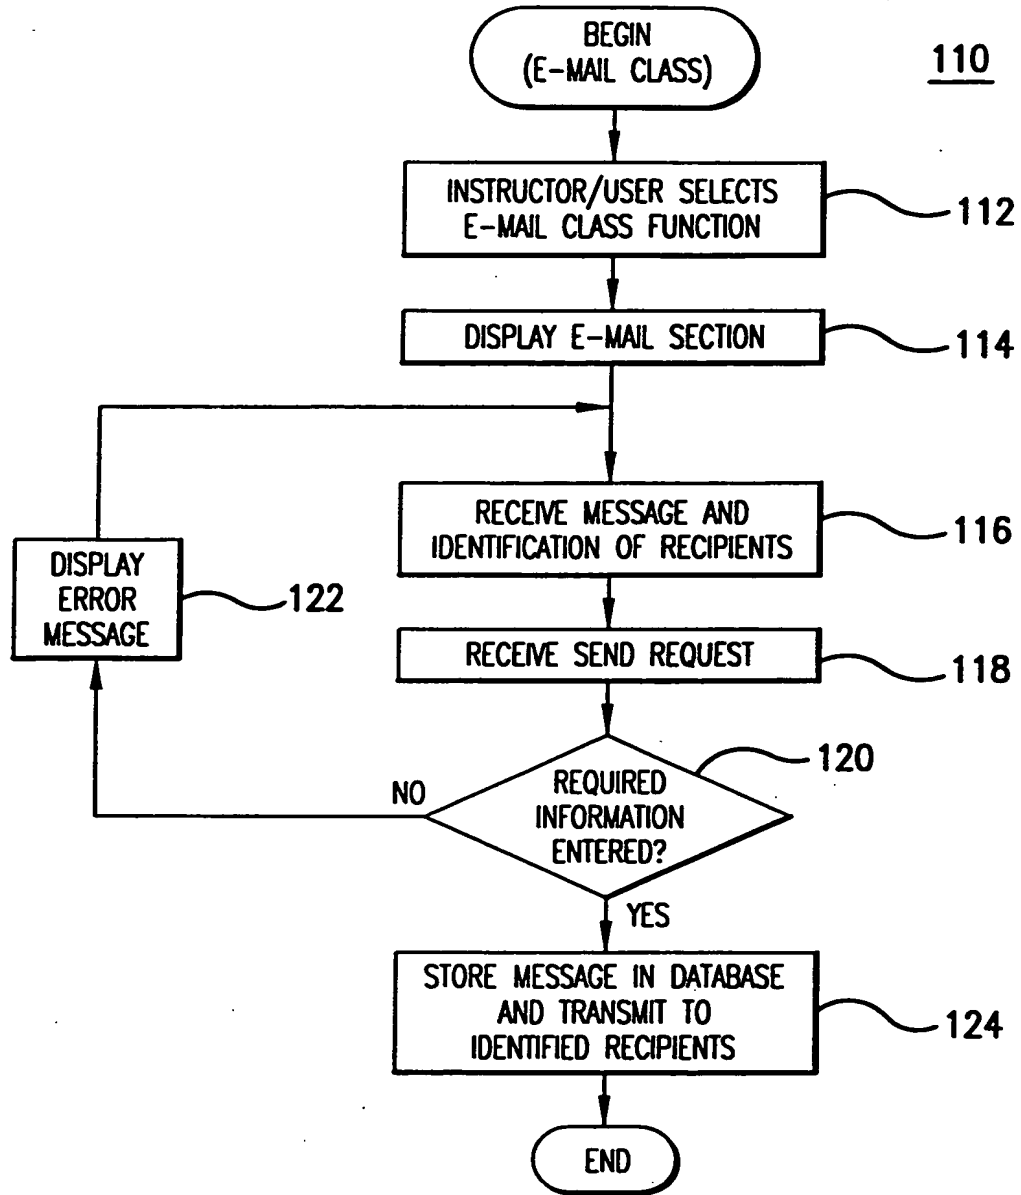 BEGIN
(E-MAIL CLASS)
110
INSTRUCTOR/USER SELECTS
E-MAIL CLASS FUNCTION
112
DISPLAY E-MAIL SECTION
114
RECEIVE MESSAGE AND
IDENTIFICATION OF RECIPIENTS
116
DISPLAY
ERROR
MESSAGE
122
RECEIVE SEND REQUEST
118
REQUIRED
INFORMATION
ENTERED?
120
NO
YES
STORE MESSAGE IN DATABASE
AND TRANSMIT TO
IDENTIFIED RECIPIENTS
124
END